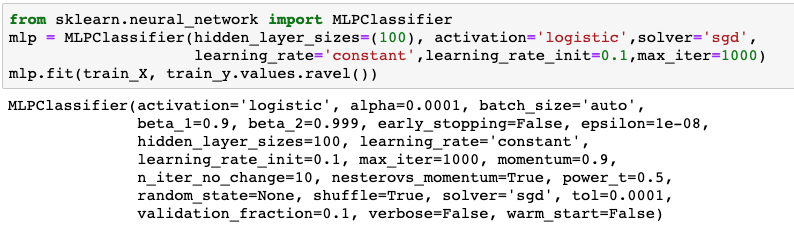 from sklearn.neural_network import MLPClassifier
mlp = MLPClassifier(hidden_layer_sizes=(100), activation='logistic',solver='sgd',
                    learning_rate='constant',learning_rate_init=0.1,max_iter=1000)
mlp.fit(train_X, train_y.values.ravel())
MLPClassifier(activation='logistic', alpha=0.0001, batch_size='auto',
              beta_1=0.9, beta_2=0.999, early_stopping=False, epsilon=1e-08,
              hidden_layer_sizes=100, learning_rate='constant',
              learning_rate_init=0.1, max_iter=1000, momentum=0.9,
              n_iter_no_change=10, nesterovs_momentum=True, power_t=0.5,
              random_state=None, shuffle=True, solver='sgd', tol=0.0001,
              validation_fraction=0.1, verbose=False, warm_start=False)